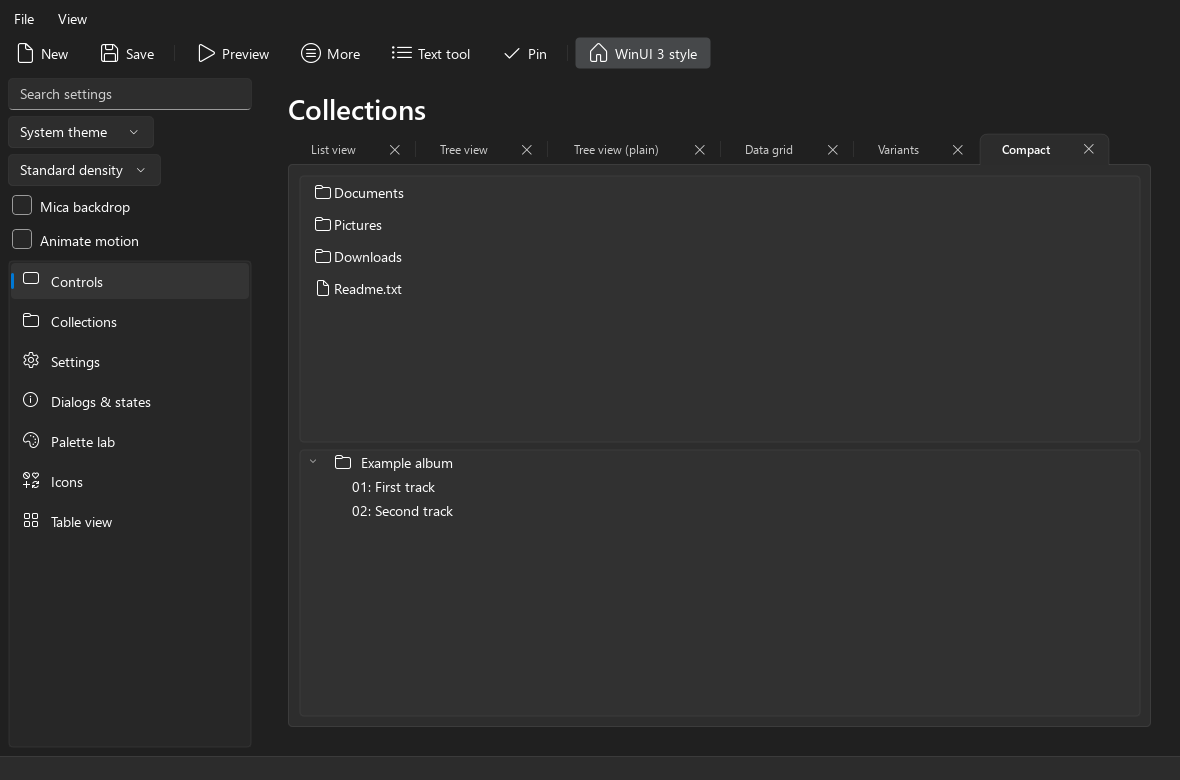 File View
New Save Preview More Text tool Pin WinUI 3 style
Search settings
System theme
Standard density
Mica backdrop
Animate motion
Controls
Collections
Settings
Dialogs & states
Palette lab
Icons
Table view
Collections
List view Tree view Tree view (plain) Data grid Variants Compact
Documents
Pictures
Downloads
Readme.txt
Example album
01: First track
02: Second track